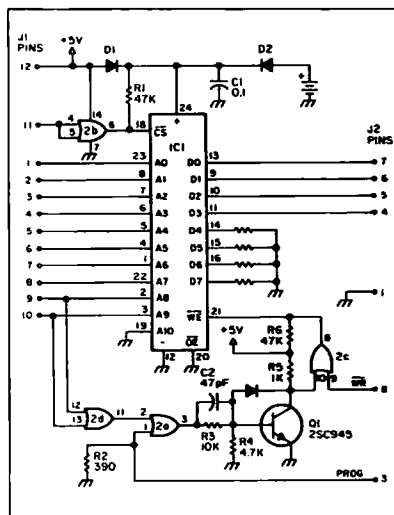 J1
PINS
+5V
D1
D2
12
R1
47K
C1
0.1
+
14
24
+
11
4
5
2b
6
18
CS
7
IC1
J2
PINS
1
23
A0
D0
13
7
2
8
A1
D1
9
6
3
7
A2
D2
10
5
4
6
A3
D3
11
4
5
5
A4
D4
14
6
4
A5
D5
15
7
1
A6
D6
16
8
22
A7
D7
9
2
A8
10
3
A9
WE
21
1
19
A10
-
OE
12
20
+5V
R6
47K
R5
1K
8
2c
10
9
WR
8
C2
47pF
12
13
2d
11
2
1
2a
3
R3
10K
R4
4.7K
Q1
2SC945
R2
390
PROG
3